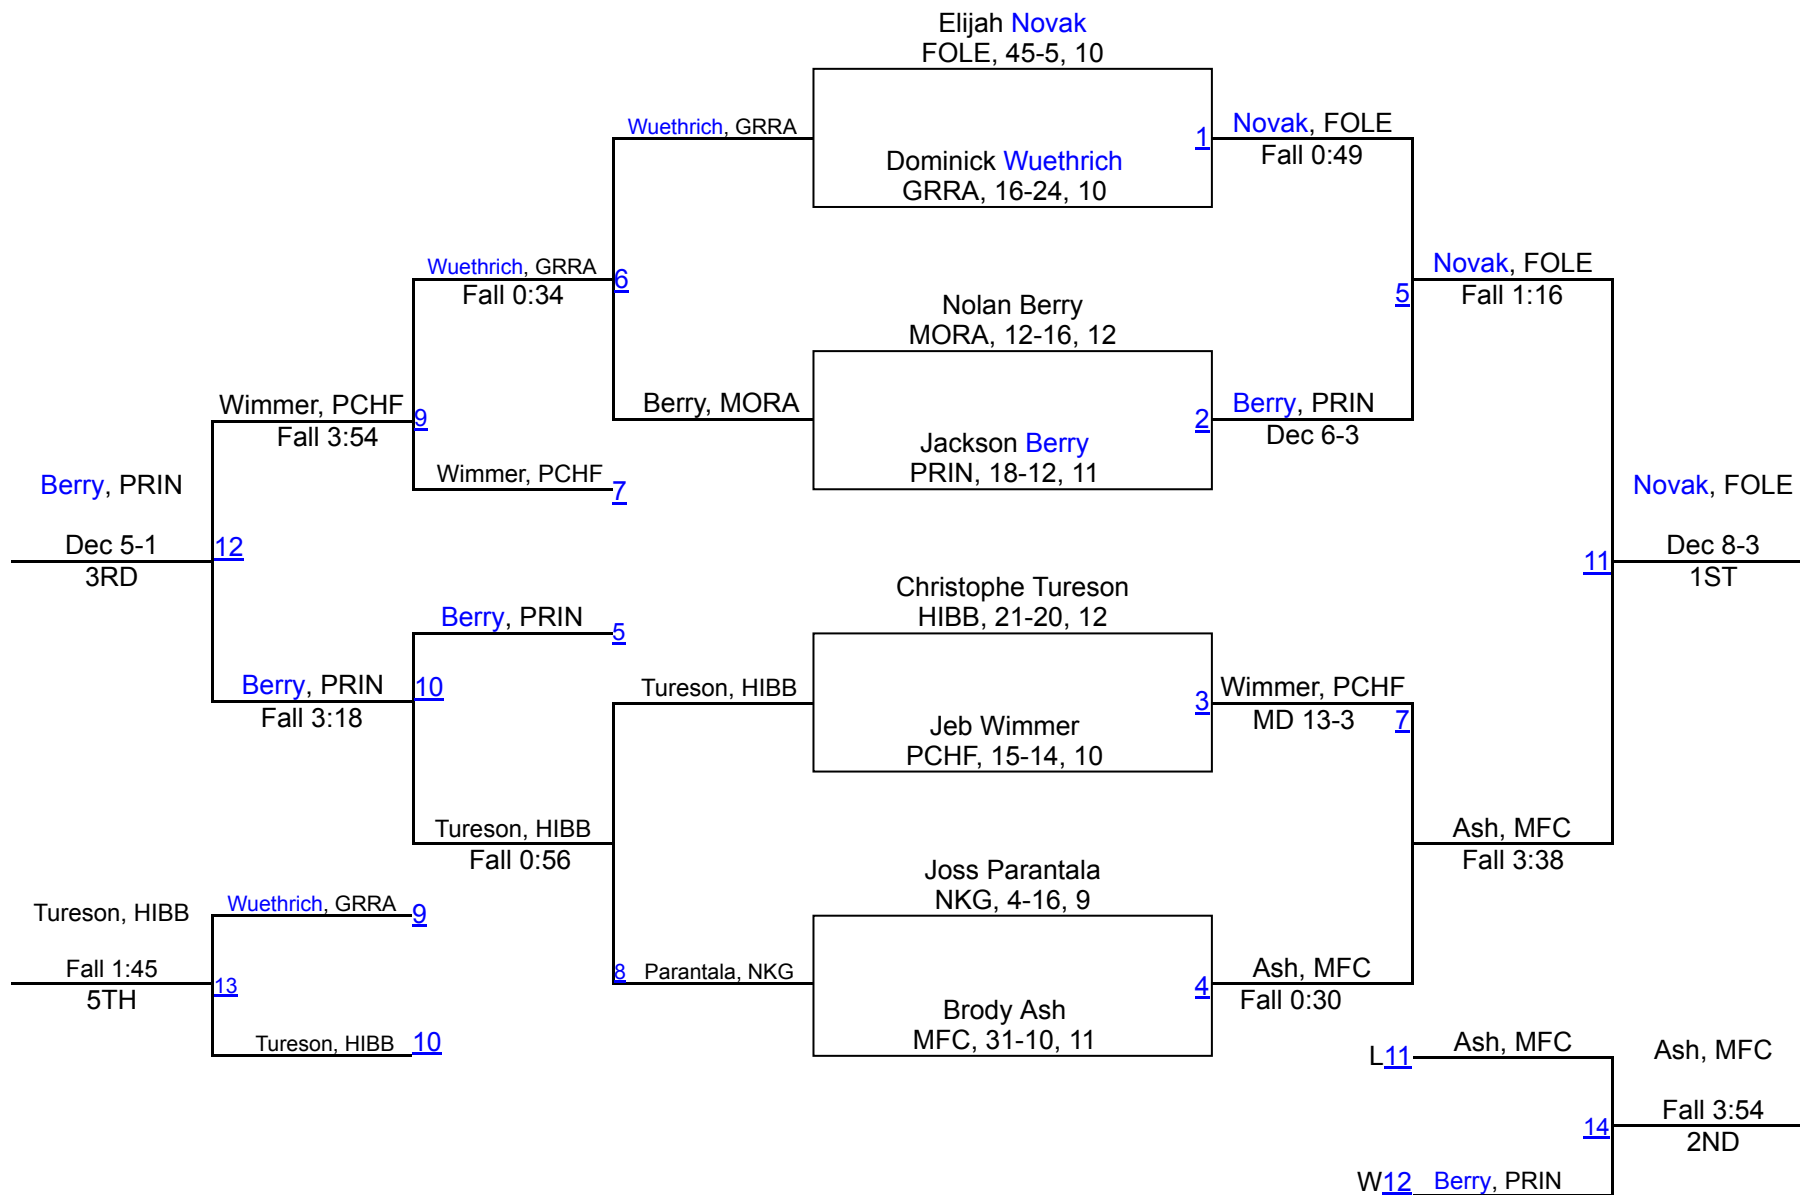 Elijah Novak
FOLE, 45-5, 10
Wuethrich, GRRA
1
Novak, FOLE
Fall 0:49
Dominick Wuethrich
GRRA, 16-24, 10
Wuethrich, GRRA
Fall 0:34
6
Novak, FOLE
Fall 1:16
5
Nolan Berry
MORA, 12-16, 12
Wimmer, PCHF
Fall 3:54
9
Berry, MORA
2
Berry, PRIN
Dec 6-3
Jackson Berry
PRIN, 18-12, 11
Wimmer, PCHF
7
Berry, PRIN
Dec 5-1
3RD
12
Novak, FOLE
11
Dec 8-3
1ST
Christophe Tureson
HIBB, 21-20, 12
Berry, PRIN
5
Berry, PRIN
Fall 3:18
10
Tureson, HIBB
3
Wimmer, PCHF
MD 13-3
7
Jeb Wimmer
PCHF, 15-14, 10
Tureson, HIBB
Fall 0:56
Ash, MFC
Fall 3:38
Joss Parantala
NKG, 4-16, 9
Tureson, HIBB
Wuethrich, GRRA
9
Fall 1:45
5TH
13
8
Parantala, NKG
4
Ash, MFC
Fall 0:30
Brody Ash
MFC, 31-10, 11
Tureson, HIBB
10
L11
Ash, MFC
Ash, MFC
Fall 3:54
2ND
14
W12
Berry, PRIN